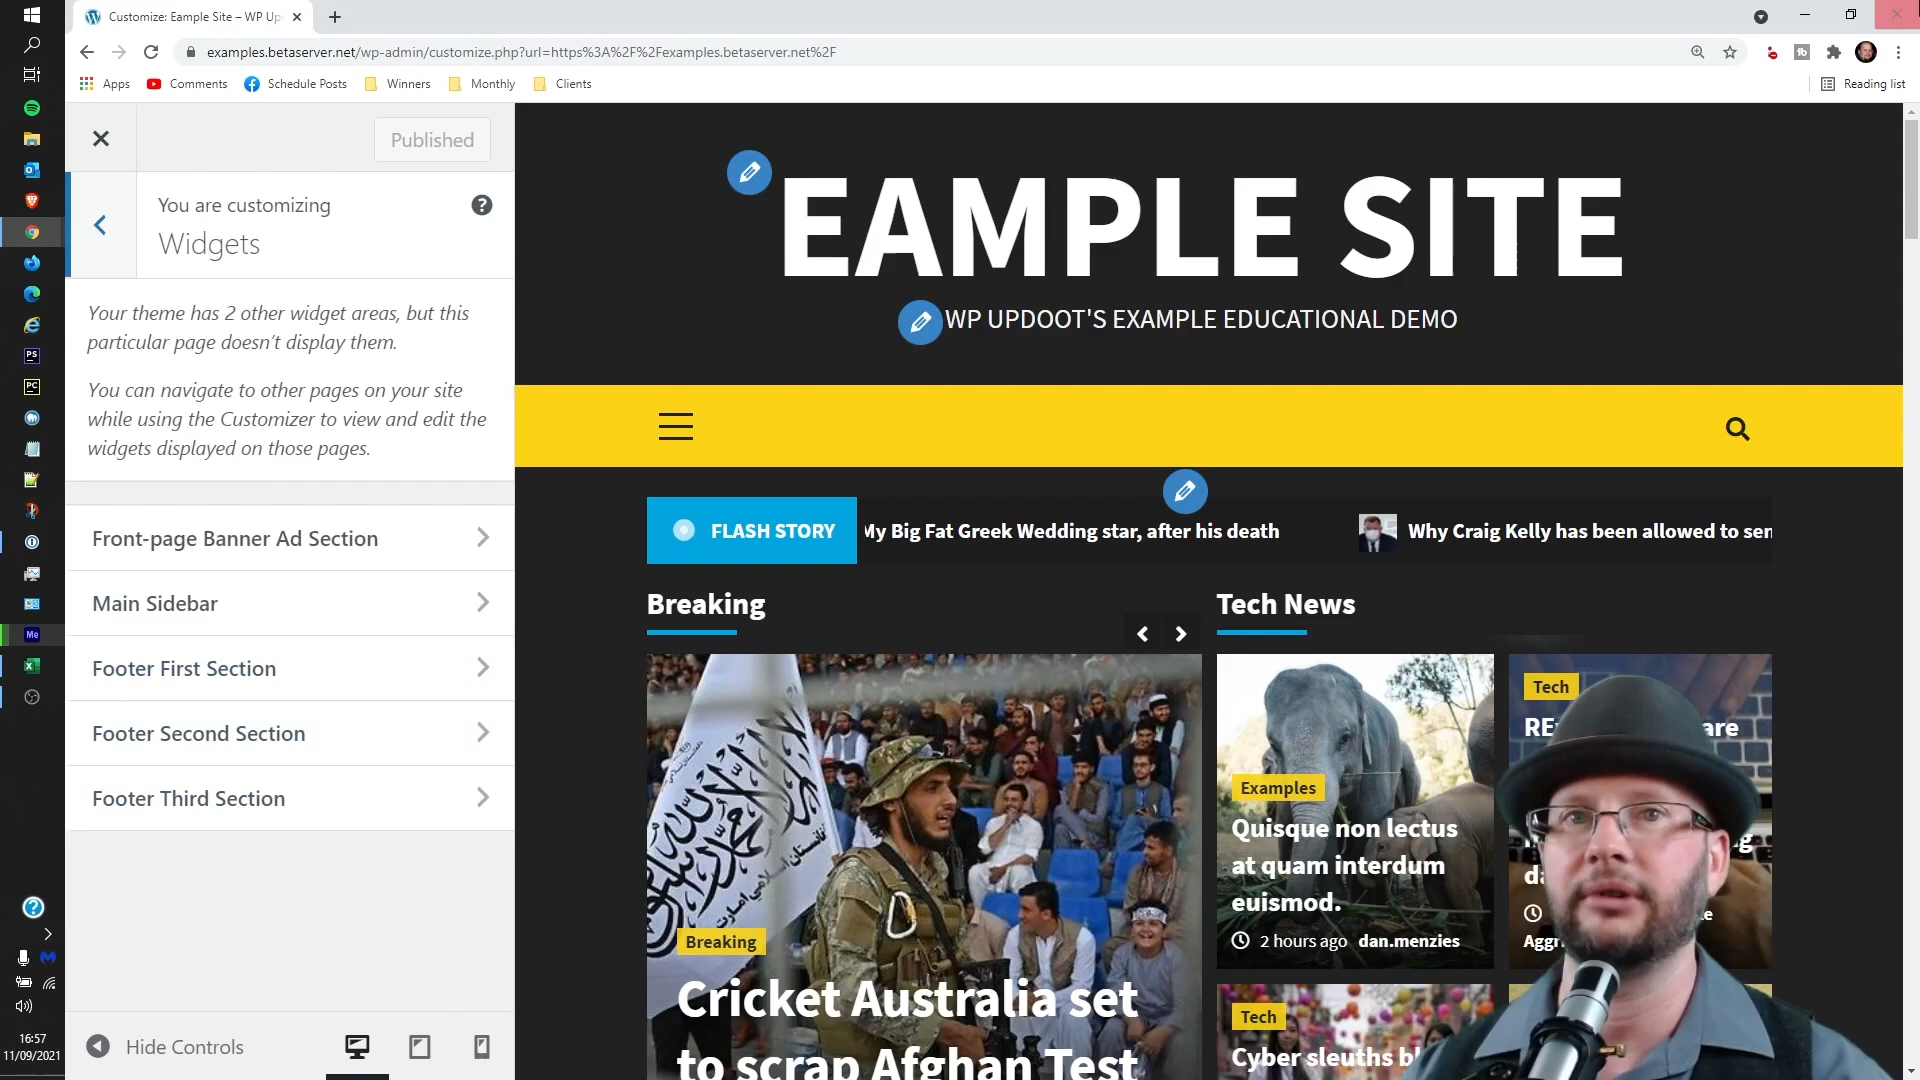 Customize: Eample Site – WP Up
examples.betaserver.net/wp-admin/customize.php?url=https%3A%2F%2Fexamples.betaserver.net%2F
Apps
Comments
Schedule Posts
Winners
Monthly
Clients
Reading list
Published
You are customizing
Widgets
Your theme has 2 other widget areas, but this
particular page doesn't display them.
You can navigate to other pages on your site
while using the Customizer to view and edit the
widgets displayed on those pages.
Front-page Banner Ad Section
Main Sidebar
Footer First Section
Footer Second Section
Footer Third Section
Hide Controls
EAMPLE SITE
WP UPDOOT'S EXAMPLE EDUCATIONAL DEMO
FLASH STORY
My Big Fat Greek Wedding star, after his death
Why Craig Kelly has been allowed to sen
Breaking
Tech News
Breaking
Cricket Australia set
to scrap Afghan Test
Examples
Quisque non lectus
at quam interdum
euismod.
2 hours ago dan.menzies
Tech
Tech
Cyber sleuths bl
PS
PC
Me
16:57
11/09/2021